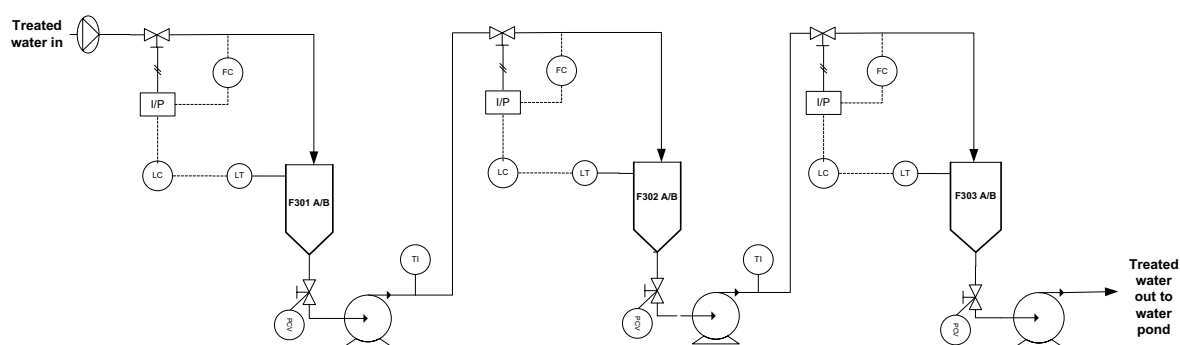 Treated
water in
FC
I/P
LC
LT
F301 A/B
PCV
TI
FC
I/P
LC
LT
F302 A/B
PCV
TI
FC
I/P
LC
LT
F303 A/B
PCV
Treated
water
out to
water
pond